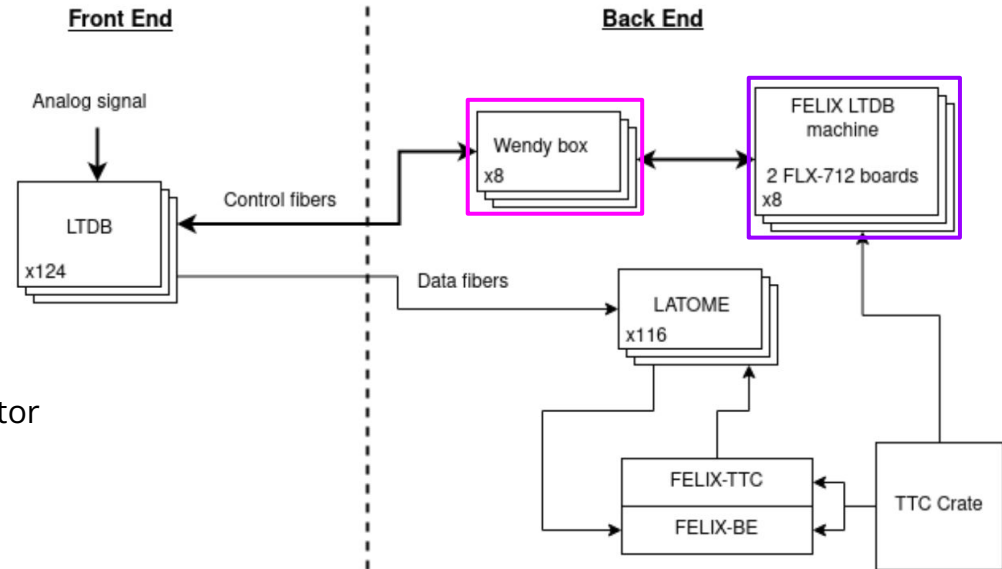 Front End
Back End
Analog signal
LTDB
x124
Control fibers
Wendy box
x8
FELIX LTDB
machine
2 FLX-712 boards
x8
Data fibers
LATOME
x116
tor
FELIX-TTC
FELIX-BE
TTC Crate